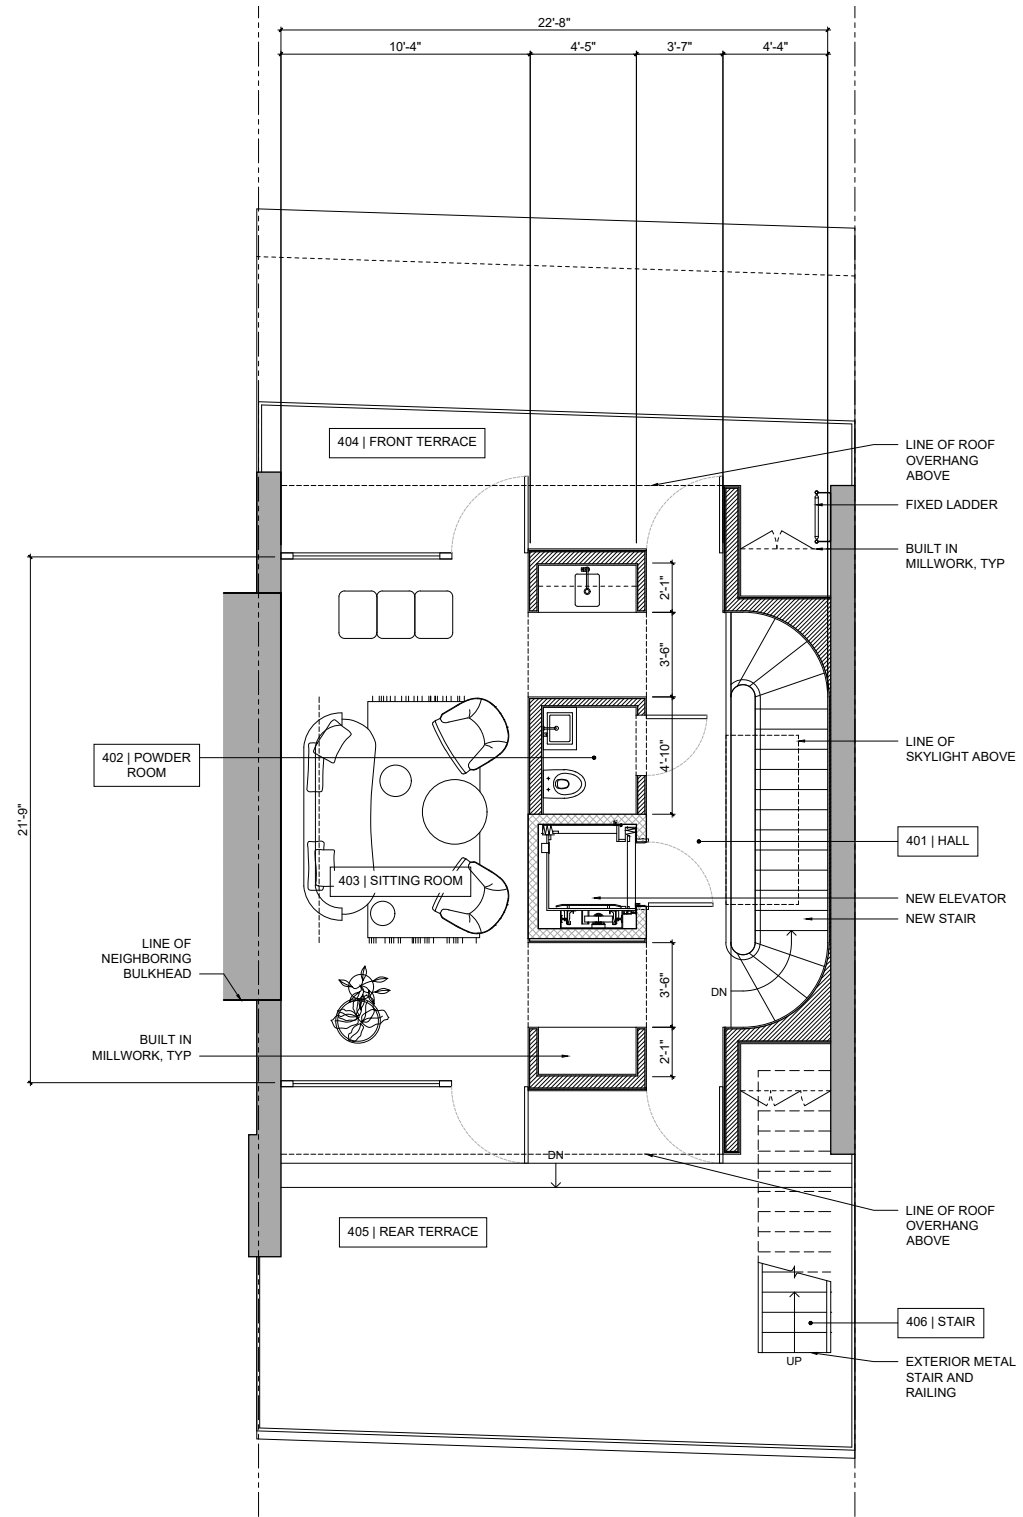 22'-8"
10'-4"
4'-5"
3'-7"
4'-4"
404 | FRONT TERRACE
LINE OF ROOF
OVERHANG
ABOVE
FIXED LADDER
BUILT IN
MILLWORK, TYP
2'-1"
3'-6"
4'-10"
402 | POWDER
ROOM
LINE OF
SKYLIGHT ABOVE
21'-9"
401 | HALL
403 | SITTING ROOM
NEW ELEVATOR
NEW STAIR
LINE OF
NEIGHBORING
BULKHEAD
DN
3'-6"
BUILT IN
MILLWORK, TYP
2'-1"
DN
405 | REAR TERRACE
LINE OF ROOF
OVERHANG
ABOVE
406 | STAIR
UP
EXTERIOR METAL
STAIR AND
RAILING